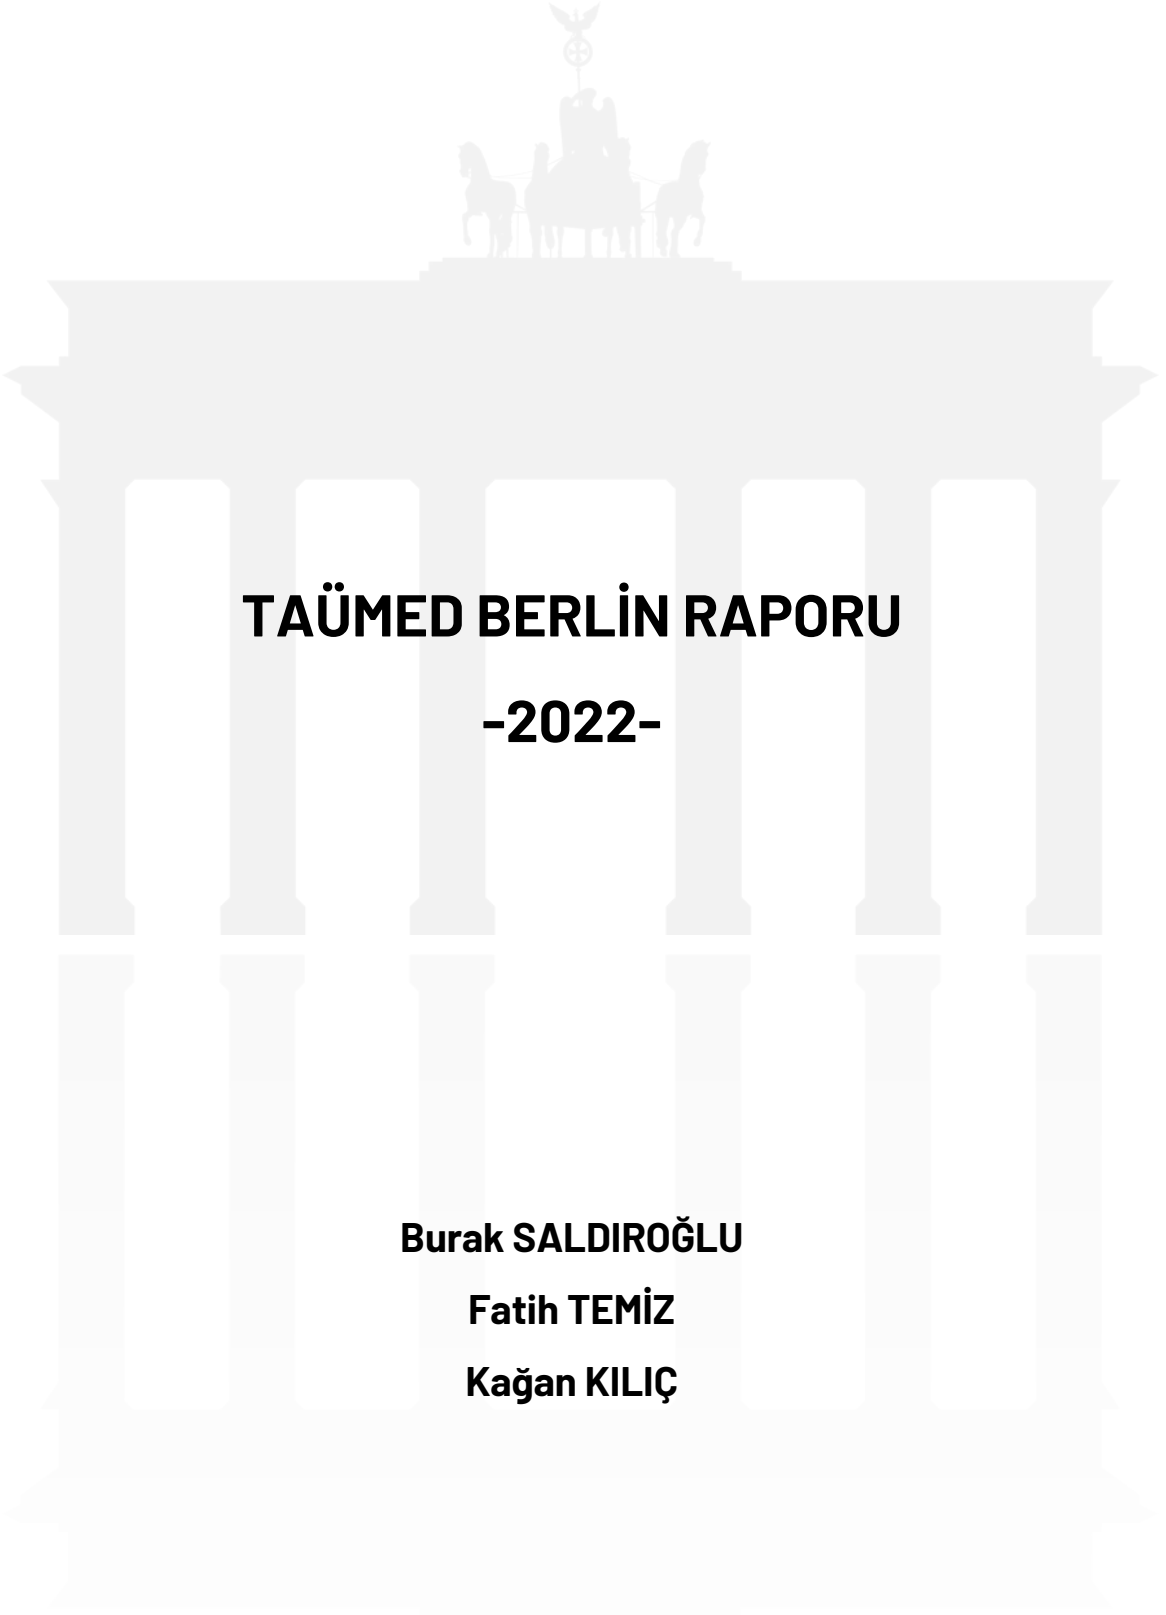 TAÜMED BERLİN RAPORU
-2022-
Burak SALDIROĞLU
Fatih TEMİZ
Kağan KILIÇ